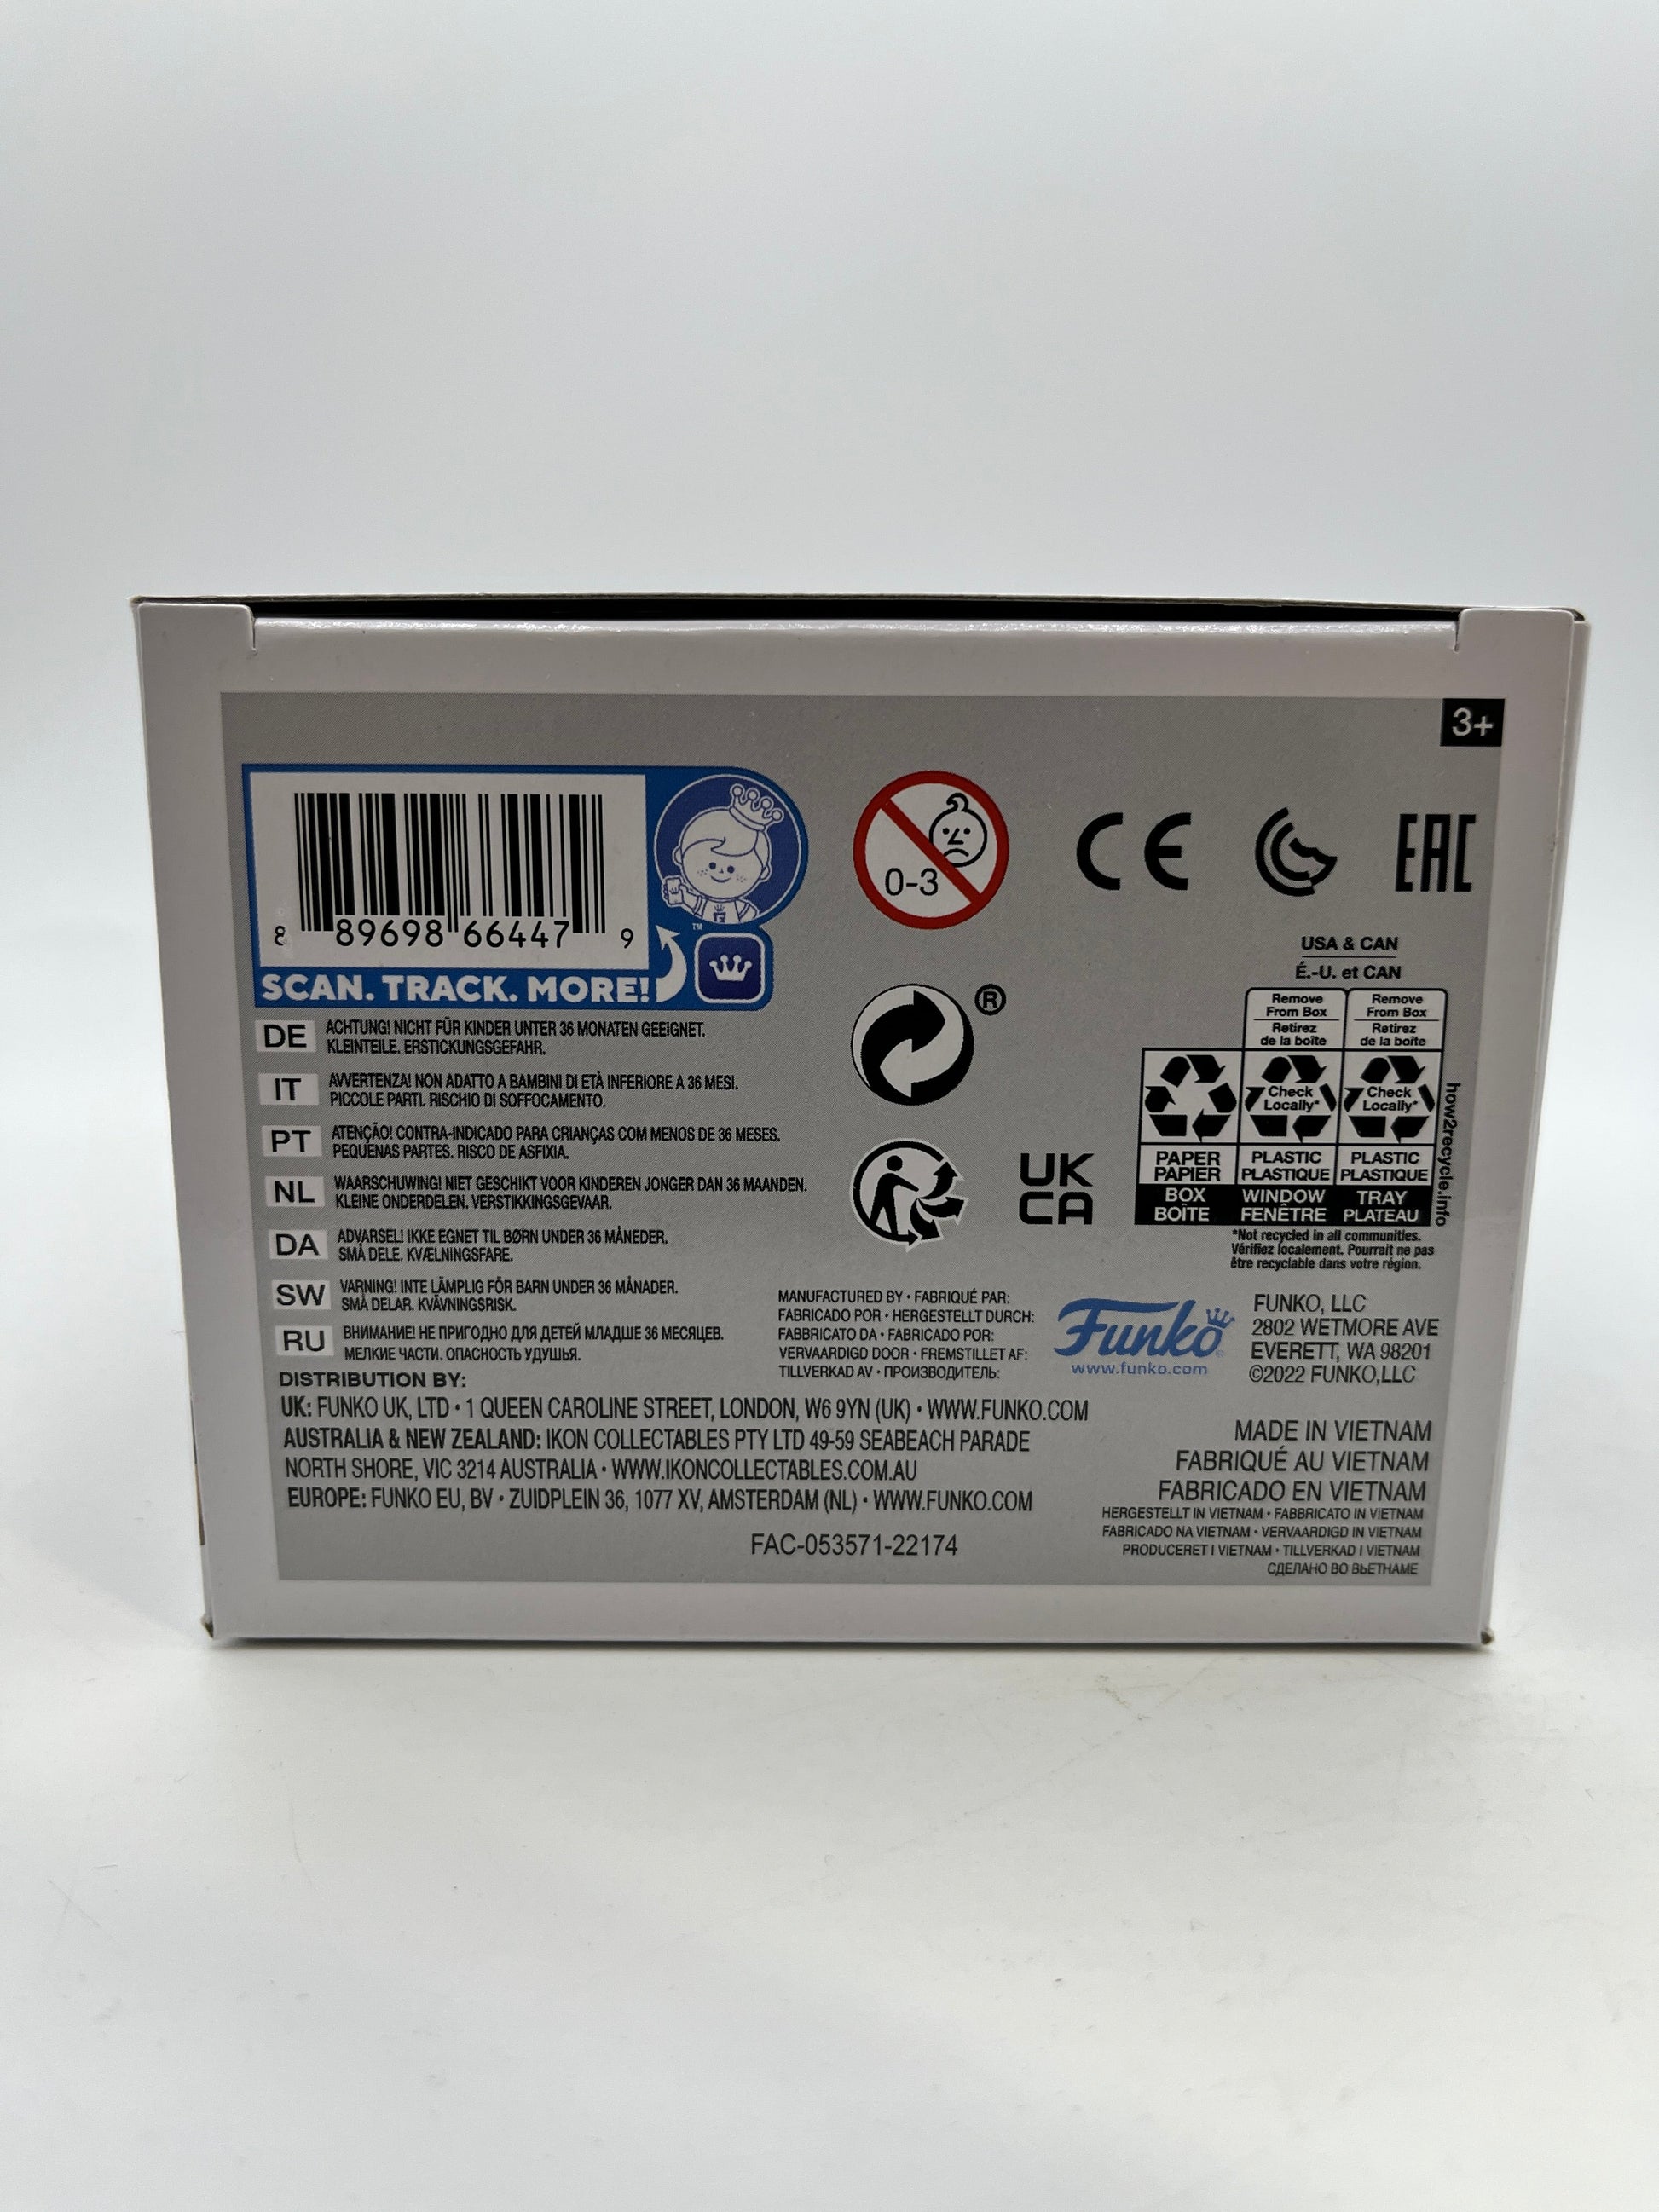 3+
8 89698 66447 9
™
SCAN. TRACK. MORE!
0-3
CE
EAC
USA & CAN
É.-U. et CAN
Remove From Box
Retirez de la boîte
Remove From Box
Retirez de la boîte
Check Locally*
Check Locally*
PAPER PAPIER
PLASTIC PLASTIQUE
PLASTIC PLASTIQUE
BOX BOÎTE
WINDOW FENÊTRE
TRAY PLATEAU
how2recycle.info
*Not recycled in all communities.
Vérifiez localement. Pourrait ne pas
être recyclable dans votre région.
®
UK
CA
DE ACHTUNG! NICHT FÜR KINDER UNTER 36 MONATEN GEEIGNET.
KLEINTEILE. ERSTICKUNGSGEFAHR.
IT AVVERTENZA! NON ADATTO A BAMBINI DI ETÀ INFERIORE A 36 MESI.
PICCOLE PARTI. RISCHIO DI SOFFOCAMENTO.
PT ATENÇÃO! CONTRA-INDICADO PARA CRIANÇAS COM MENOS DE 36 MESES.
PEQUENAS PARTES. RISCO DE ASFIXIA.
NL WAARSCHUWING! NIET GESCHIKT VOOR KINDEREN JONGER DAN 36 MAANDEN.
KLEINE ONDERDELEN. VERSTIKKINGSGEVAAR.
DA ADVARSEL! IKKE EGNET TIL BØRN UNDER 36 MÅNEDER.
SMÅ DELE. KVÆLNINGSFARE.
SW VARNING! INTE LÄMPLIG FÖR BARN UNDER 36 MÅNADER.
SMÅ DELAR. KVÄVNINGSRISK.
RU ВНИМАНИЕ! НЕ ПРИГОДНО ДЛЯ ДЕТЕЙ МЛАДШЕ 36 МЕСЯЦЕВ.
МЕЛКИЕ ЧАСТИ. ОПАСНОСТЬ УДУШЬЯ.
MANUFACTURED BY • FABRIQUÉ PAR:
FABRICADO POR • HERGESTELLT DURCH:
FABBRICATO DA • FABRICADO POR:
VERVAARDIGD DOOR • FREMSTILLET AF:
TILLVERKAD AV • ПРОИЗВОДИТЕЛЬ:
Funko
www.funko.com
FUNKO, LLC
2802 WETMORE AVE
EVERETT, WA 98201
©2022 FUNKO,LLC
DISTRIBUTION BY:
UK: FUNKO UK, LTD • 1 QUEEN CAROLINE STREET, LONDON, W6 9YN (UK) • WWW.FUNKO.COM
AUSTRALIA & NEW ZEALAND: IKON COLLECTABLES PTY LTD 49-59 SEABEACH PARADE
NORTH SHORE, VIC 3214 AUSTRALIA • WWW.IKONCOLLECTABLES.COM.AU
EUROPE: FUNKO EU, BV • ZUIDPLEIN 36, 1077 XV, AMSTERDAM (NL) • WWW.FUNKO.COM
FAC-053571-22174
MADE IN VIETNAM
FABRIQUÉ AU VIETNAM
FABRICADO EN VIETNAM
HERGESTELLT IN VIETNAM • FABBRICATO IN VIETNAM
FABRICADO NA VIETNAM • VERVAARDIGD IN VIETNAM
PRODUCERET I VIETNAM • TILLVERKAD I VIETNAM
СДЕЛАНО ВО ВЬЕТНАМЕ